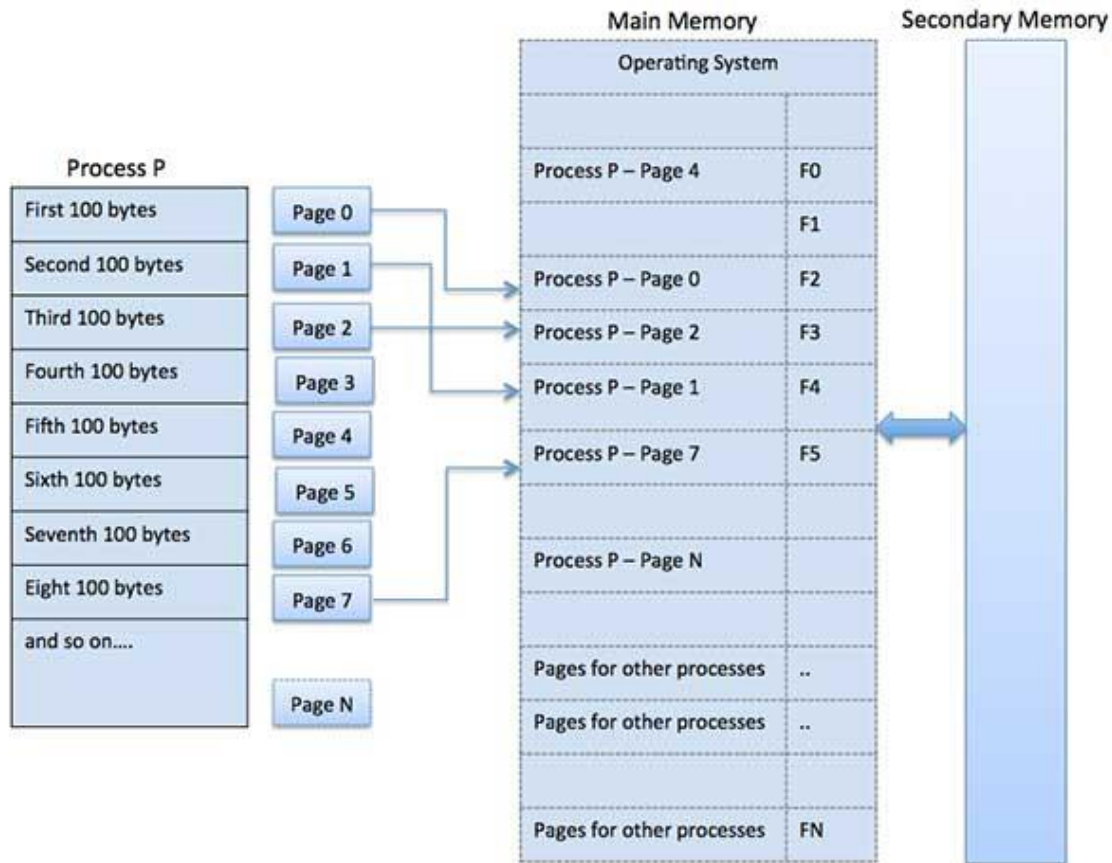 Main Memory
Secondary Memory
Operating System
Process P
First 100 bytes
Second 100 bytes
Third 100 bytes
Fourth 100 bytes
Fifth 100 bytes
Sixth 100 bytes
Seventh 100 bytes
Eight 100 bytes
and so on....
Page 0
Page 1
Page 2
Page 3
Page 4
Page 5
Page 6
Page 7
Page N
Process P – Page 4 F0
F1
Process P – Page 0 F2
Process P – Page 2 F3
Process P – Page 1 F4
Process P – Page 7 F5
Process P – Page N
Pages for other processes ..
Pages for other processes ..
Pages for other processes FN